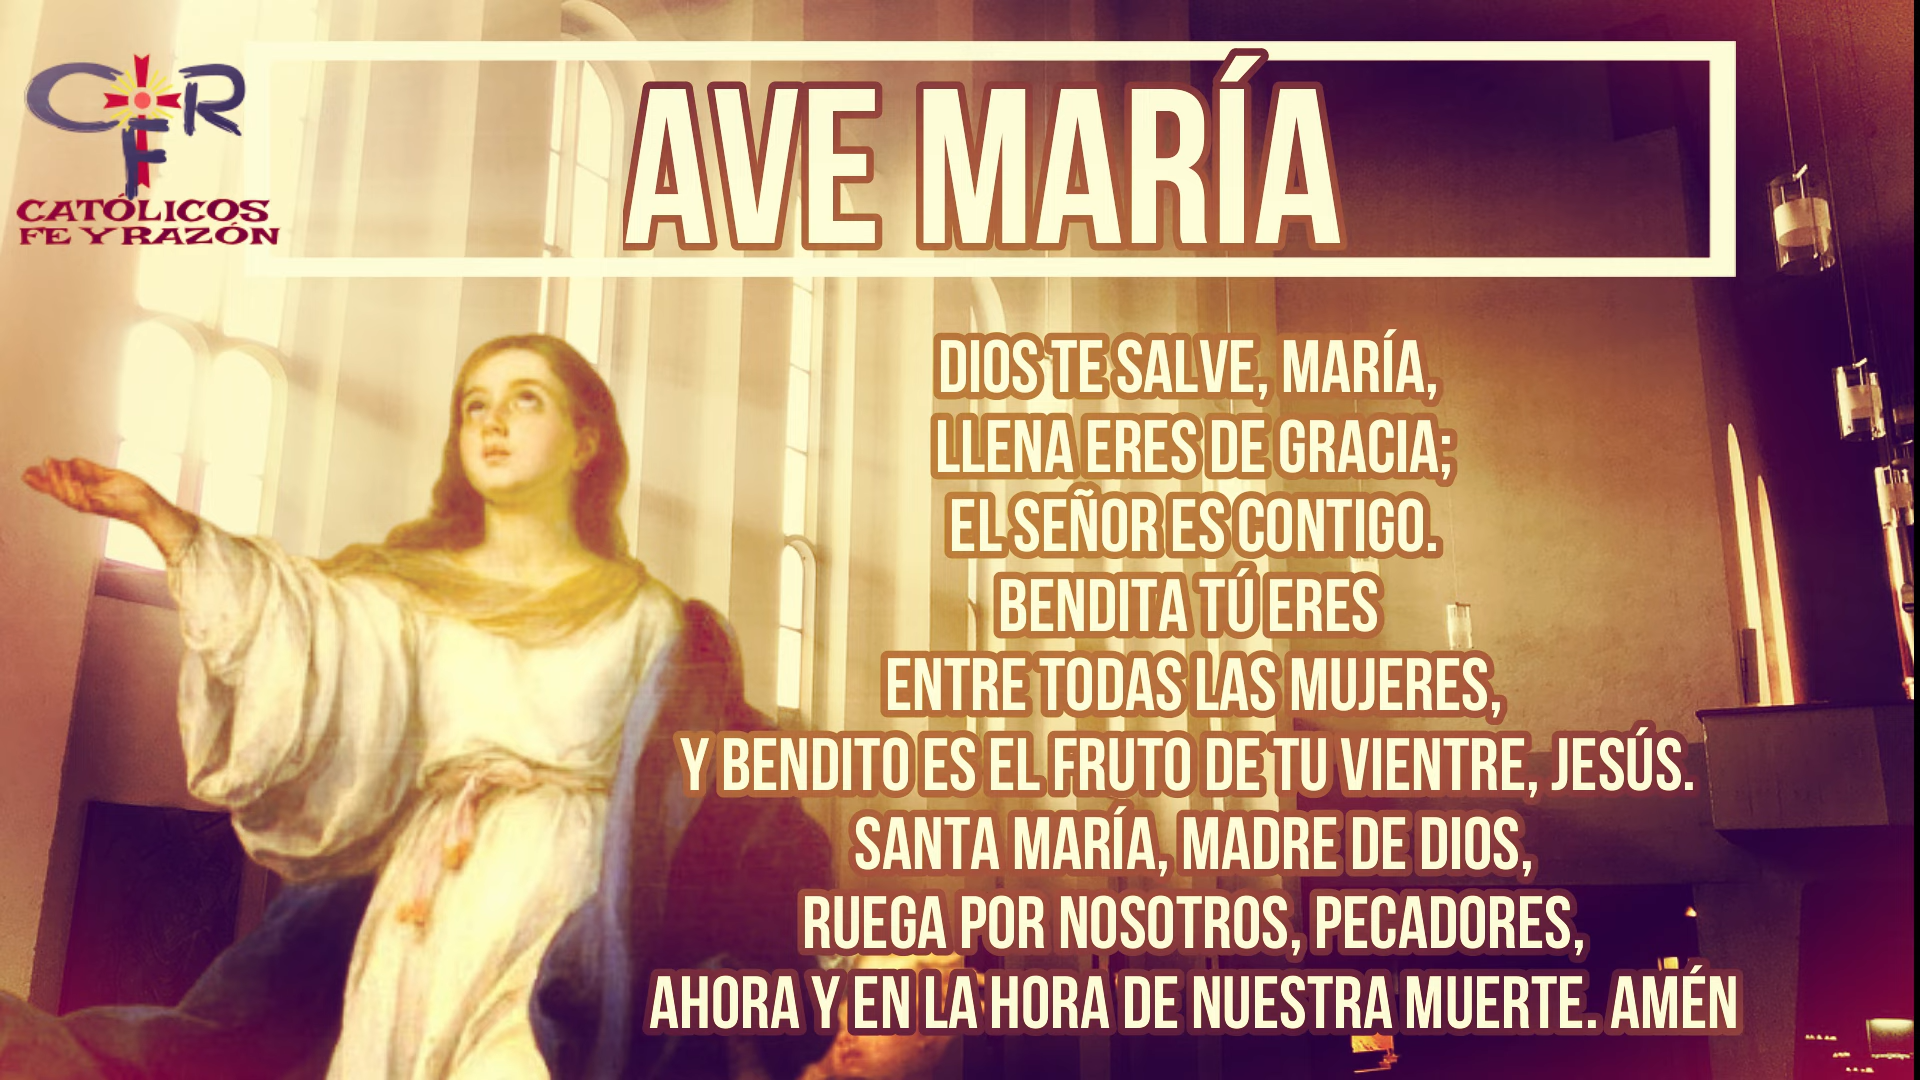 CFR
CATÓLICOS
FE Y RAZÓN
AVE MARÍA
DIOS TE SALVE, MARÍA,
LLENA ERES DE GRACIA;
EL SEÑOR ES CONTIGO.
BENDITA TÚ ERES
ENTRE TODAS LAS MUJERES,
Y BENDITO ES EL FRUTO DE TU VIENTRE, JESÚS.
SANTA MARÍA, MADRE DE DIOS,
RUEGA POR NOSOTROS, PECADORES,
AHORA Y EN LA HORA DE NUESTRA MUERTE. AMÉN